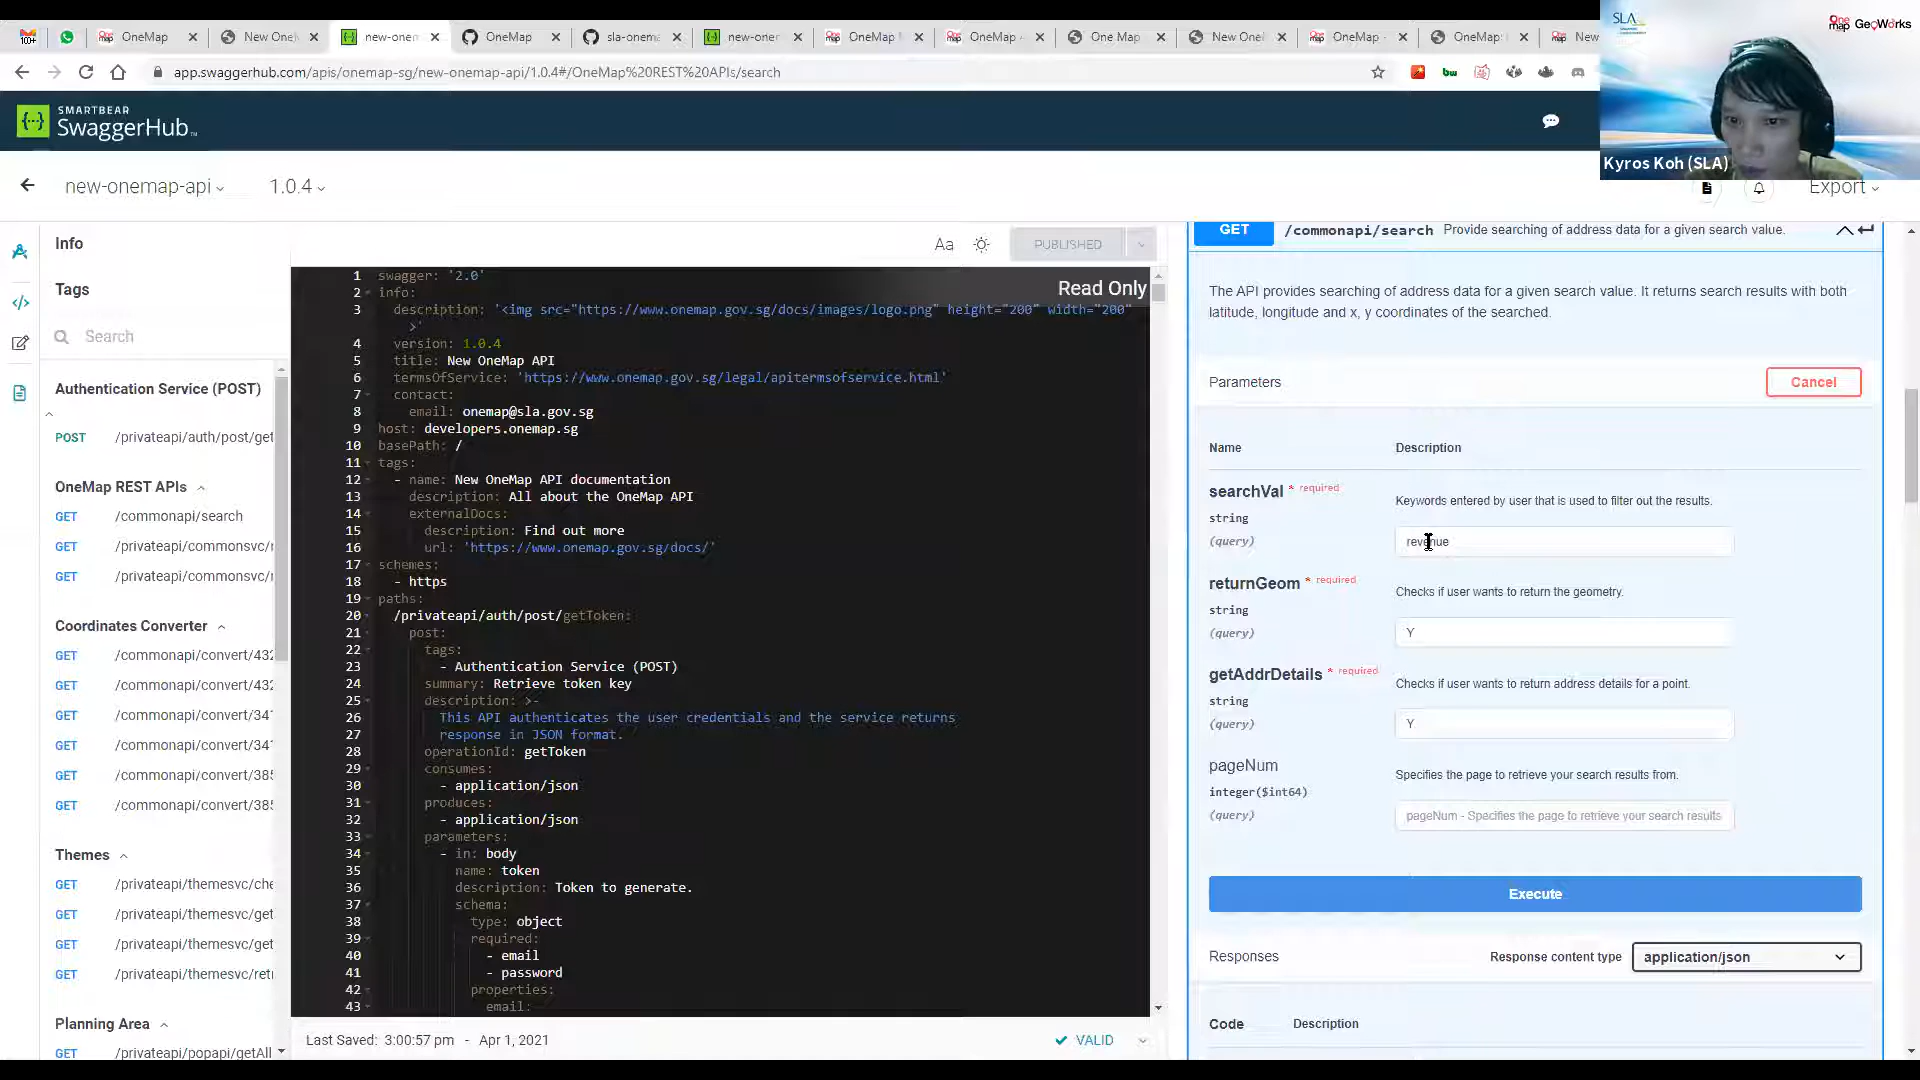 100+
OneMap
New One
new-onem
OneMap
sla-onema
new-oner
OneMap
OneMap
One Map
New One
OneMap
OneMap
New
SLA
One
map
GeoWorks
app.swaggerhub.com/apis/onemap-sg/new-onemap-api/1.0.4#/OneMap%20REST%20APIs/search
bw
SMARTBEAR
SwaggerHub
Kyros Koh (SLA)
new-onemap-api
1.0.4
Export
Info
Tags
Search
Authentication Service (POST)
POST /privateapi/auth/post/get
OneMap REST APIs
GET /commonapi/search
GET /privateapi/commonsvc/r
GET /privateapi/commonsvc/r
Coordinates Converter
GET /commonapi/convert/432
GET /commonapi/convert/432
GET /commonapi/convert/341
GET /commonapi/convert/341
GET /commonapi/convert/385
GET /commonapi/convert/385
Themes
GET /privateapi/themesvc/che
GET /privateapi/themesvc/get
GET /privateapi/themesvc/get
GET /privateapi/themesvc/retr
Planning Area
GET /privateapi/popapi/getAll
Aa
PUBLISHED
Read Only
1 swagger: '2.0'
2 info:
3 description: '<img src="https://www.onemap.gov.sg/docs/images/logo.png" height="200" width="200"
>'
4 version: 1.0.4
5 title: New OneMap API
6 termsOfService: 'https://www.onemap.gov.sg/legal/apitermsofservice.html'
7 contact:
8 email: onemap@sla.gov.sg
9 host: developers.onemap.sg
10 basePath: /
11 tags:
12 - name: New OneMap API documentation
13 description: All about the OneMap API
14 externalDocs:
15 description: Find out more
16 url: 'https://www.onemap.gov.sg/docs/'
17 schemes:
18 - https
19 paths:
20 /privateapi/auth/post/getToken:
21 post:
22 tags:
23 - Authentication Service (POST)
24 summary: Retrieve token key
25 description: >-
26 This API authenticates the user credentials and the service returns
27 response in JSON format.
28 operationId: getToken
29 consumes:
30 - application/json
31 produces:
32 - application/json
33 parameters:
34 - in: body
35 name: token
36 description: Token to generate.
37 schema:
38 type: object
39 required:
40 - email
41 - password
42 properties:
43 email:
Last Saved: 3:00:57 pm - Apr 1, 2021
VALID
GET /commonapi/search Provide searching of address data for a given search value.
The API provides searching of address data for a given search value. It returns search results with both
latitude, longitude and x, y coordinates of the searched.
Parameters
Cancel
Name Description
searchVal * required
string
(query)
Keywords entered by user that is used to filter out the results.
revenue
returnGeom * required
string
(query)
Checks if user wants to return the geometry.
Y
getAddrDetails * required
string
(query)
Checks if user wants to return address details for a point.
Y
pageNum
integer($int64)
(query)
Specifies the page to retrieve your search results from.
pageNum - Specifies the page to retrieve your search results
Execute
Responses
Response content type
application/json
Code Description